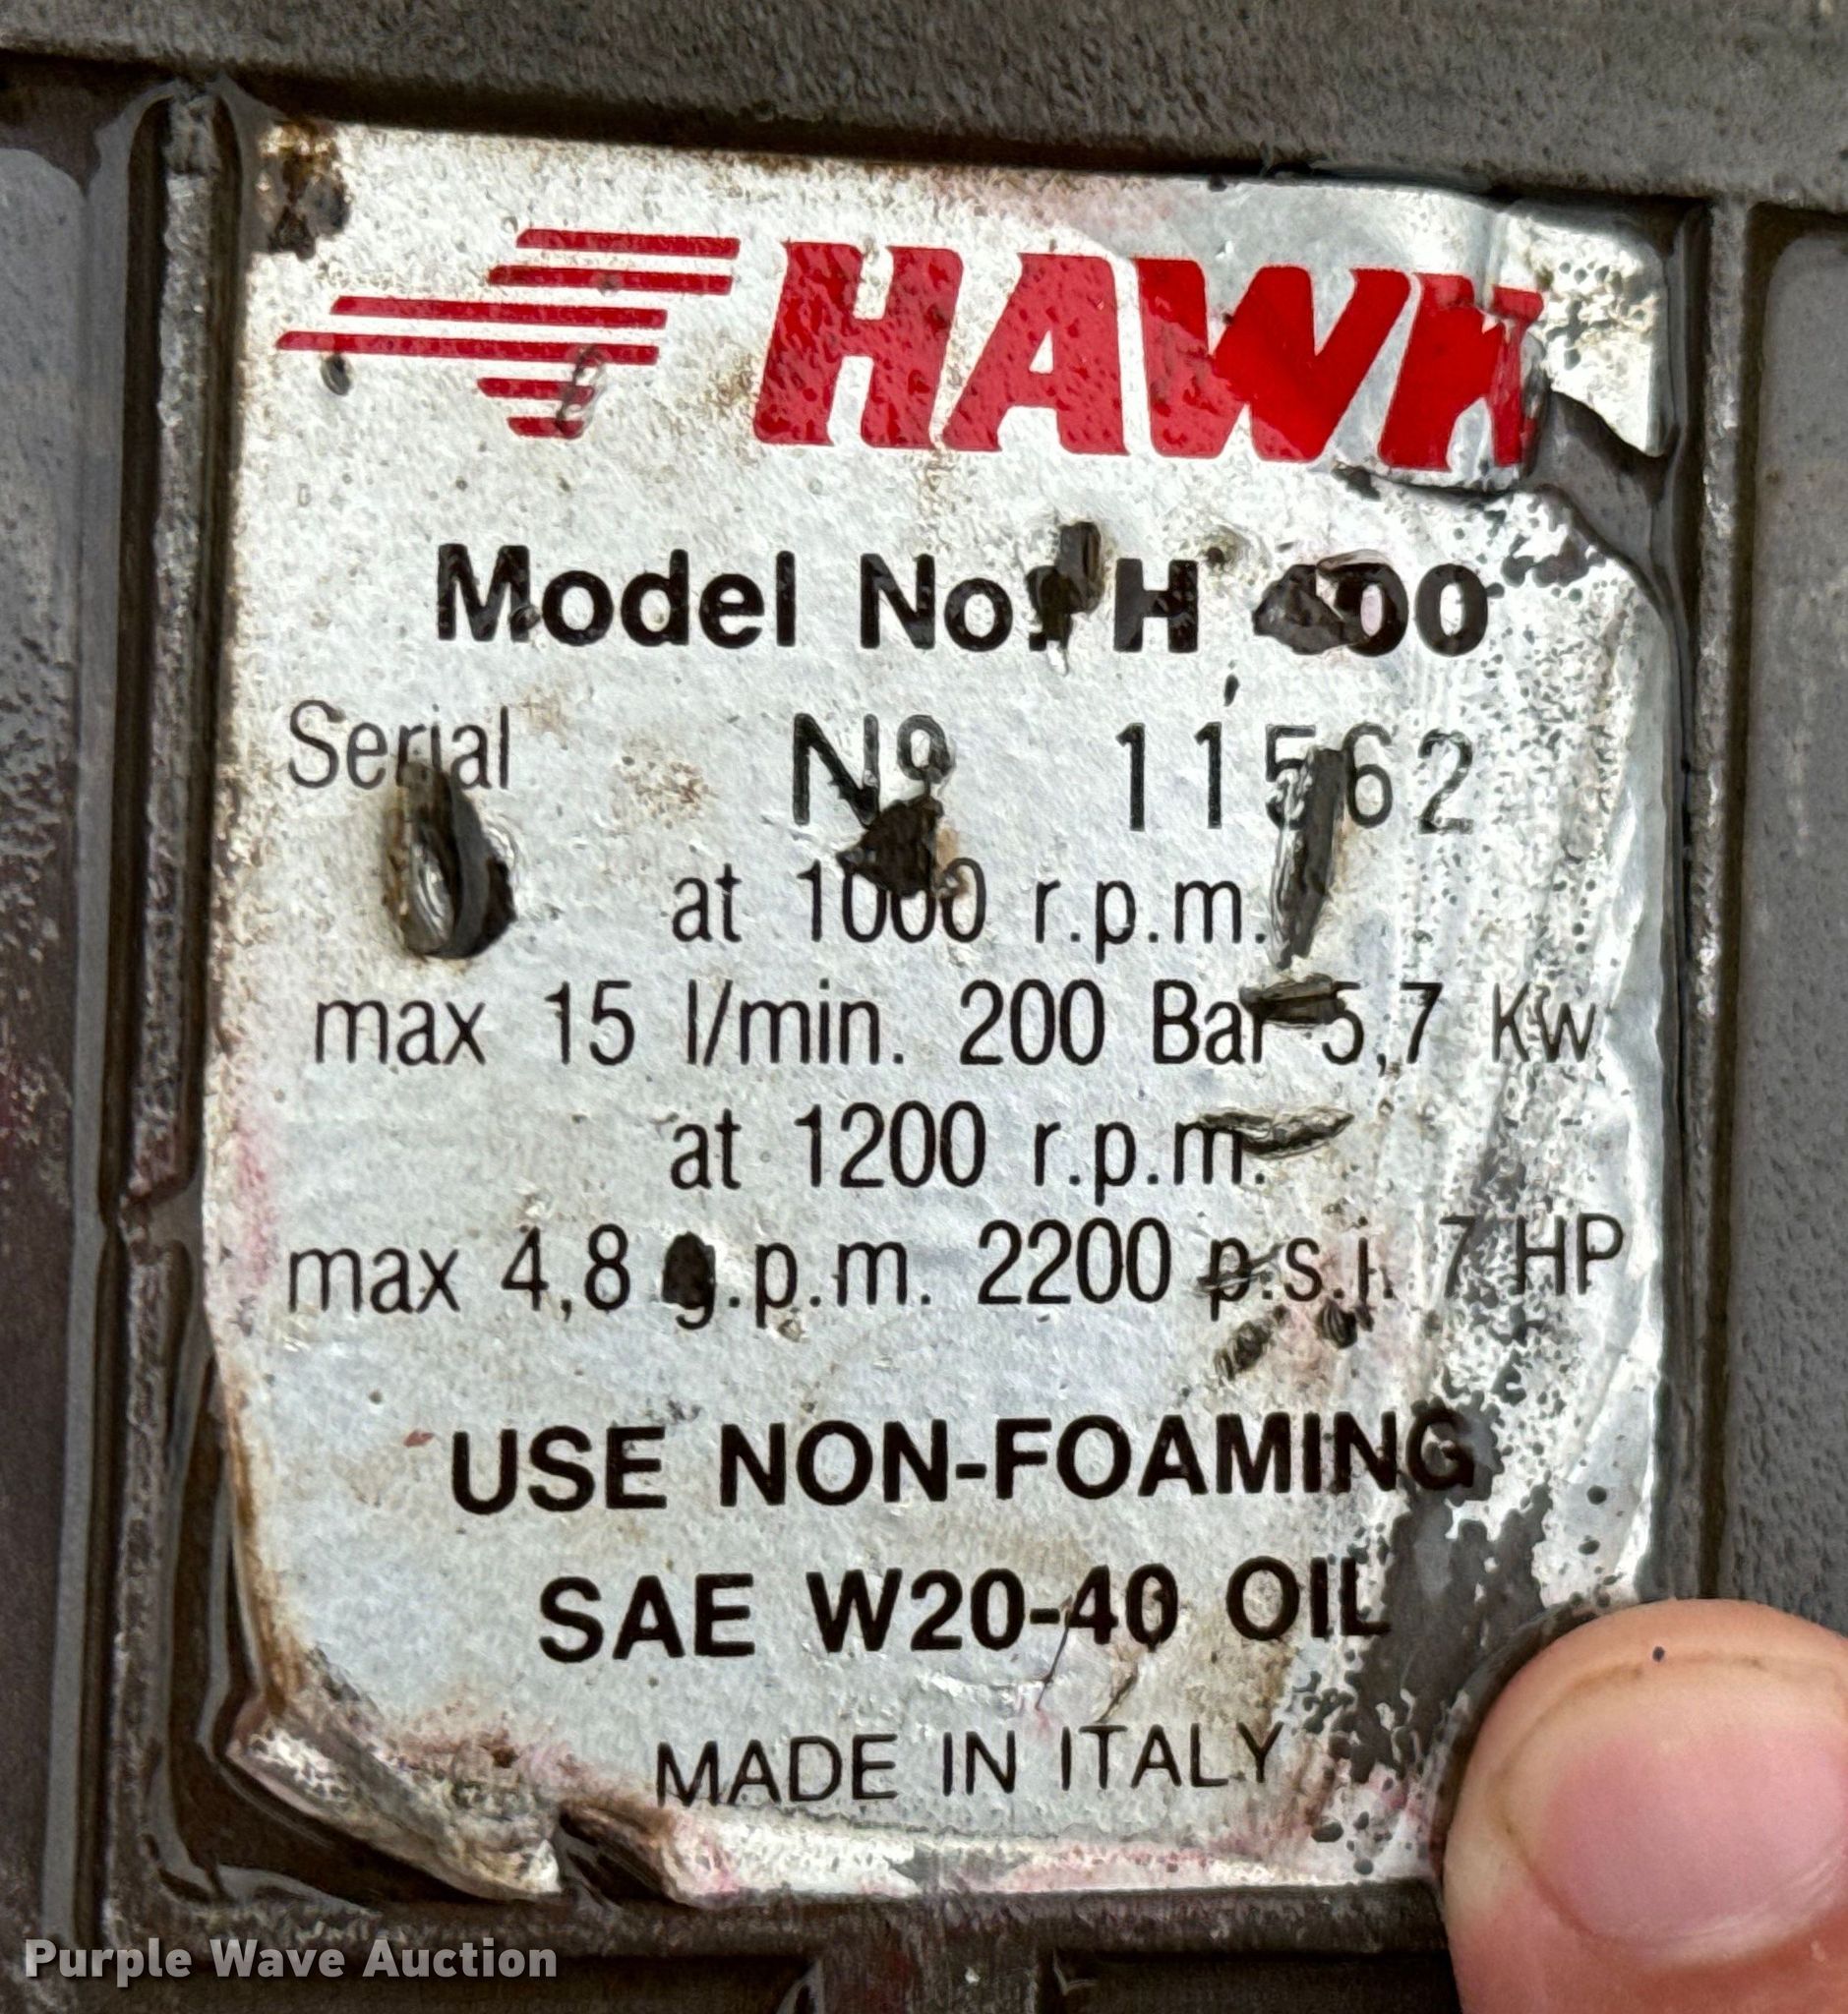 HAWK
Model No: H 400
Serial Nº 11562
at 1000 r.p.m.
max 15 l/min. 200 Bar 5,7 Kw
at 1200 r.p.m.
max 4,8 g.p.m. 2200 p.s.i. 7 HP
USE NON-FOAMING
SAE W20-40 OIL
MADE IN ITALY
Purple Wave Auction